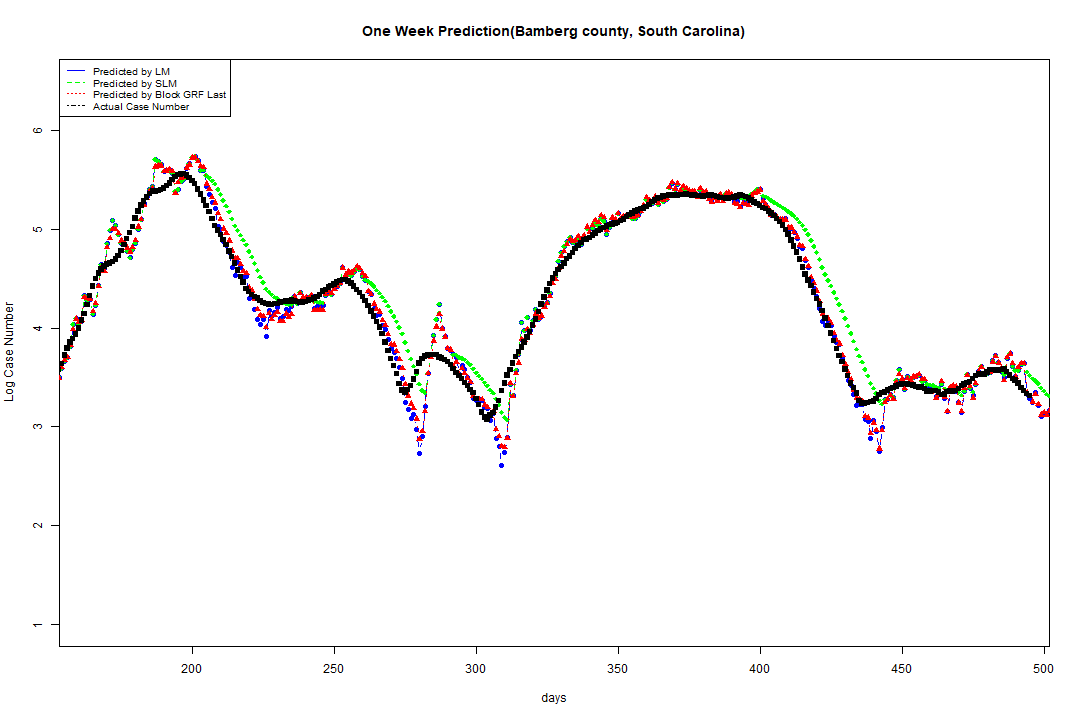 One Week Prediction(Bamberg county, South Carolina)
Predicted by LM
Predicted by SLM
Predicted by Block GRF Last
Actual Case Number
6
5
4
3
2
1
Log Case Number
200 250 300 350 400 450 500
days